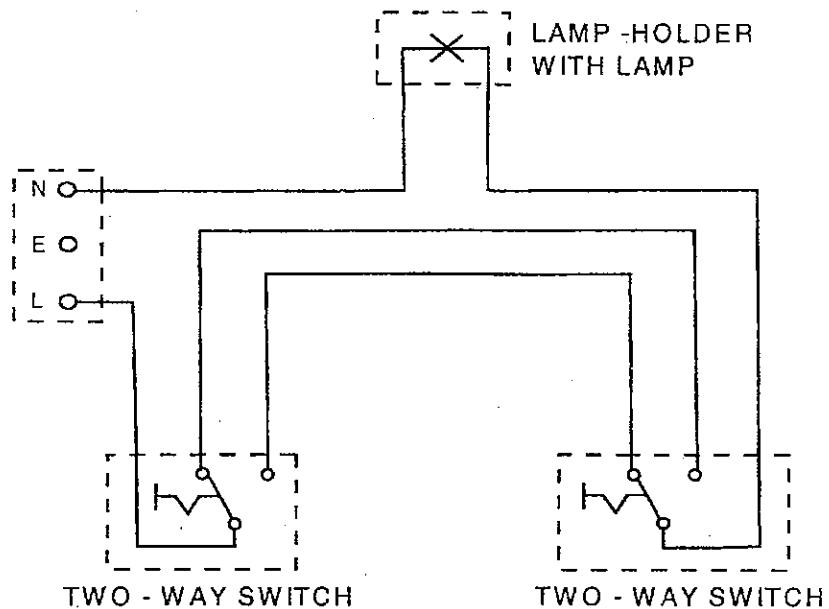 LAMP -HOLDER
WITH LAMP
N
E
L
TWO - WAY SWITCH
TWO - WAY SWITCH